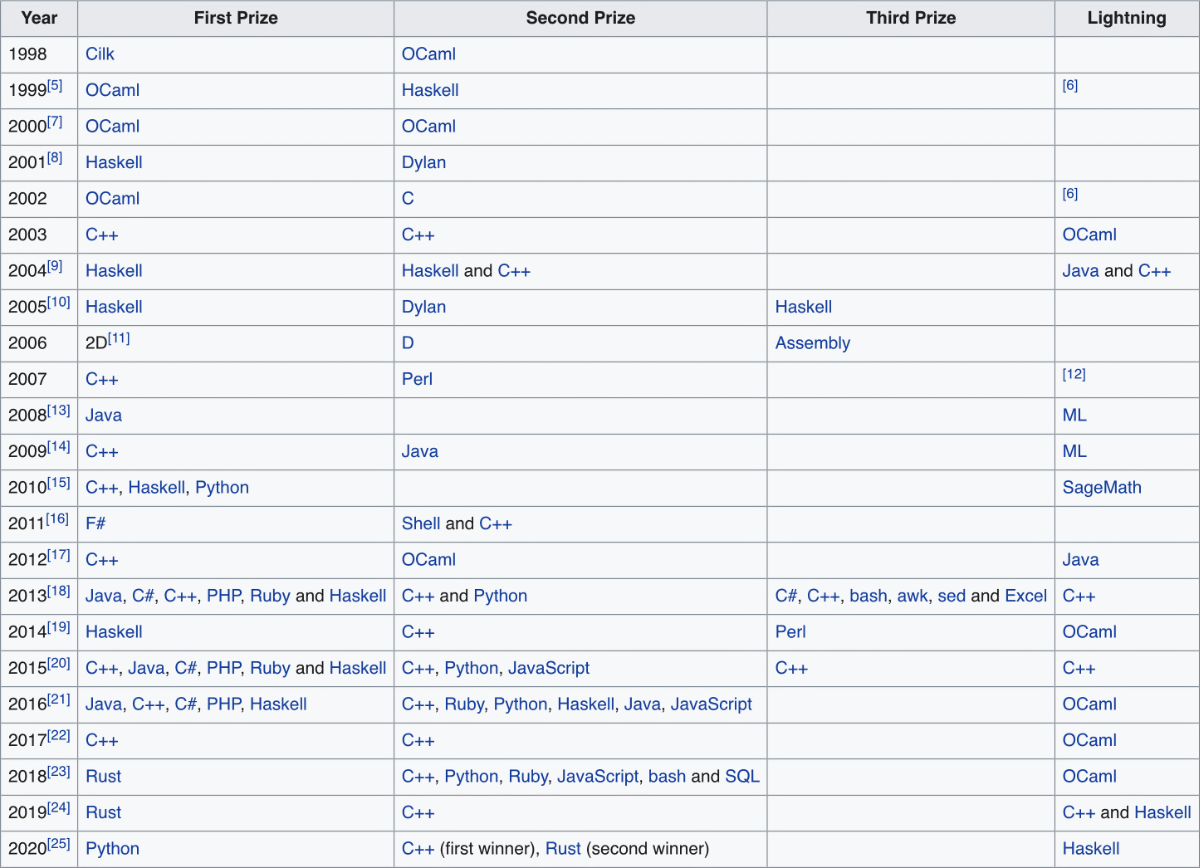 Year First Prize Second Prize Third Prize Lightning
1998 Cilk OCaml
1999[5] OCaml Haskell [6]
2000[7] OCaml OCaml
2001[8] Haskell Dylan
2002 OCaml C [6]
2003 C++ C++ OCaml
2004[9] Haskell Haskell and C++ Java and C++
2005[10] Haskell Dylan Haskell
2006 2D[11] D Assembly
2007 C++ Perl [12]
2008[13] Java ML
2009[14] C++ Java ML
2010[15] C++, Haskell, Python SageMath
2011[16] F# Shell and C++
2012[17] C++ OCaml Java
2013[18] Java, C#, C++, PHP, Ruby and Haskell C++ and Python C#, C++, bash, awk, sed and Excel C++
2014[19] Haskell C++ Perl OCaml
2015[20] C++, Java, C#, PHP, Ruby and Haskell C++, Python, JavaScript C++ C++
2016[21] Java, C++, C#, PHP, Haskell C++, Ruby, Python, Haskell, Java, JavaScript OCaml
2017[22] C++ C++ OCaml
2018[23] Rust C++, Python, Ruby, JavaScript, bash and SQL OCaml
2019[24] Rust C++ C++ and Haskell
2020[25] Python C++ (first winner), Rust (second winner) Haskell